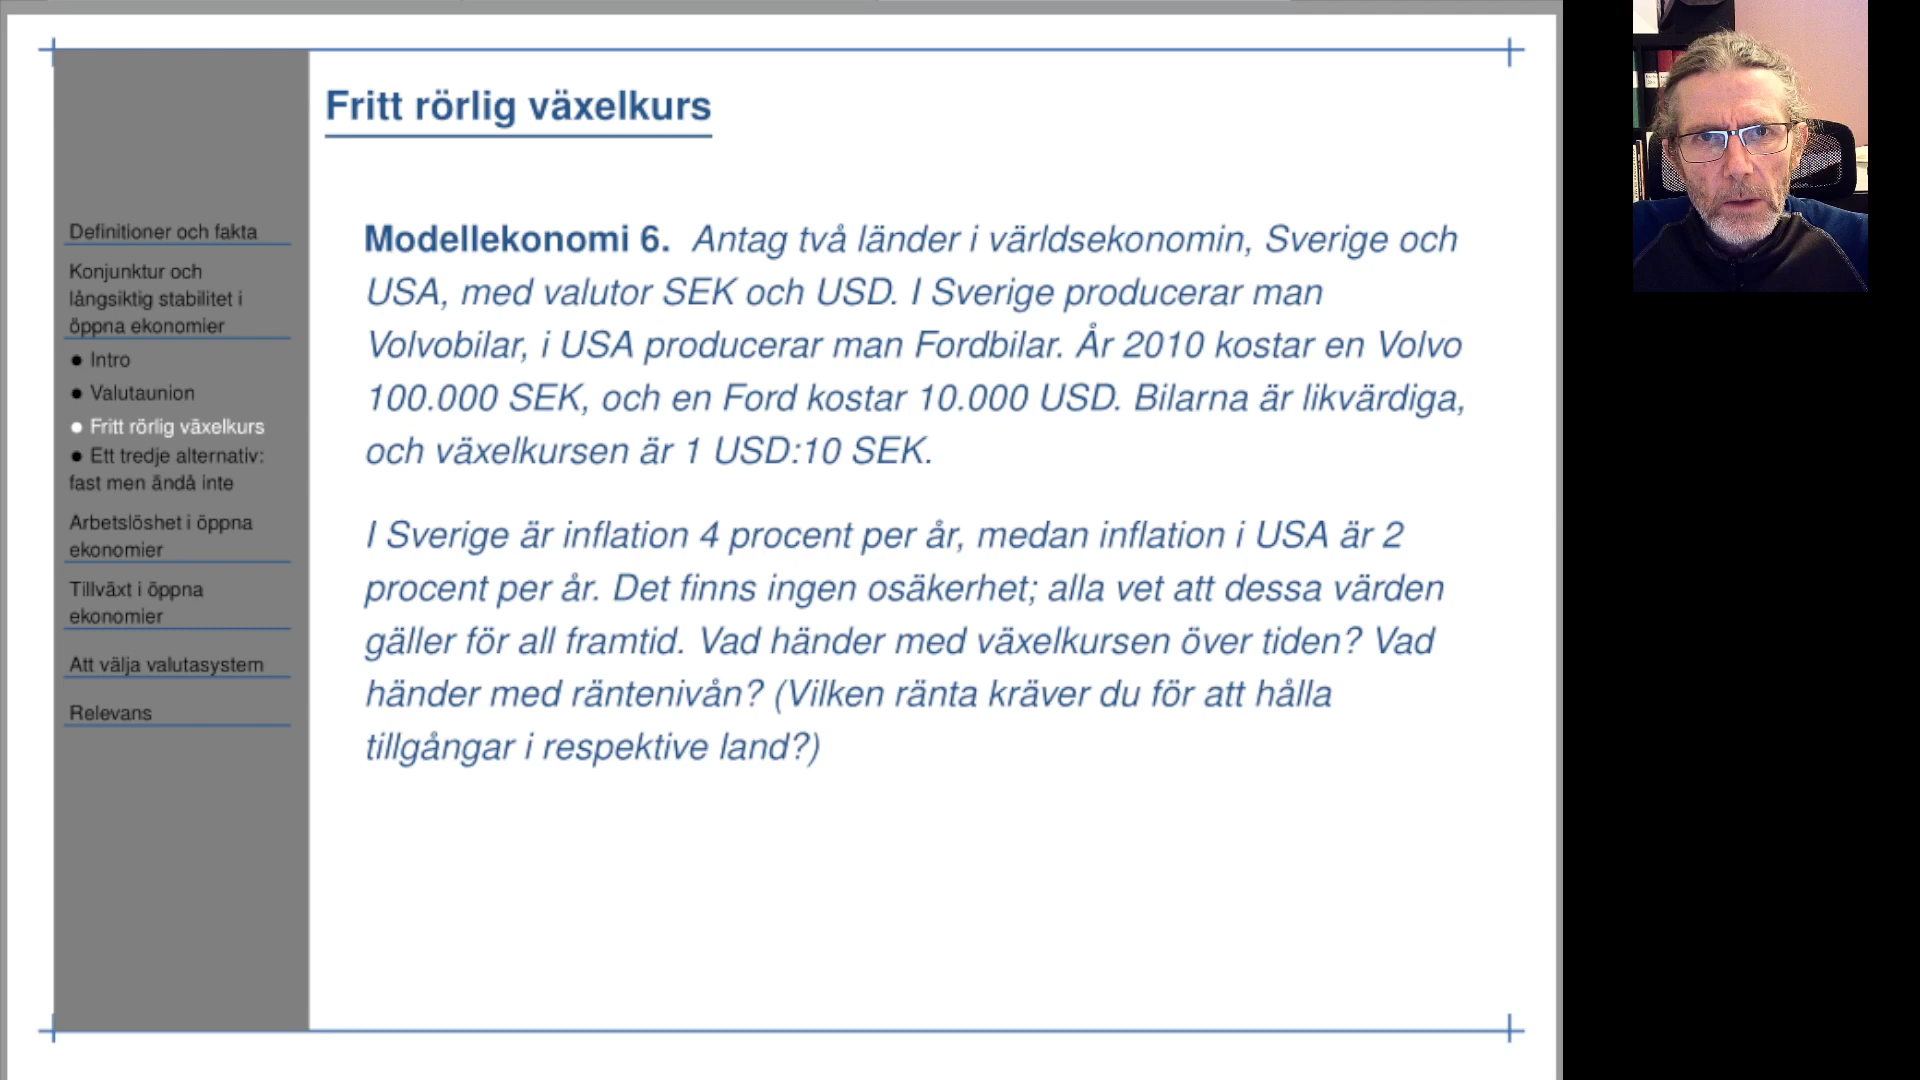 Fritt rörlig växelkurs
Definitioner och fakta
Konjunktur och
långsiktig stabilitet i
öppna ekonomier
● Intro
● Valutaunion
● Fritt rörlig växelkurs
● Ett tredje alternativ:
fast men ändå inte
Arbetslöshet i öppna
ekonomier
Tillväxt i öppna
ekonomier
Att välja valutasystem
Relevans
Modellekonomi 6. Antag två länder i världsekonomin, Sverige och
USA, med valutor SEK och USD. I Sverige producerar man
Volvobilar, i USA producerar man Fordbilar. År 2010 kostar en Volvo
100.000 SEK, och en Ford kostar 10.000 USD. Bilarna är likvärdiga,
och växelkursen är 1 USD:10 SEK.
I Sverige är inflation 4 procent per år, medan inflation i USA är 2
procent per år. Det finns ingen osäkerhet; alla vet att dessa värden
gäller för all framtid. Vad händer med växelkursen över tiden? Vad
händer med räntenivån? (Vilken ränta kräver du för att hålla
tillgångar i respektive land?)